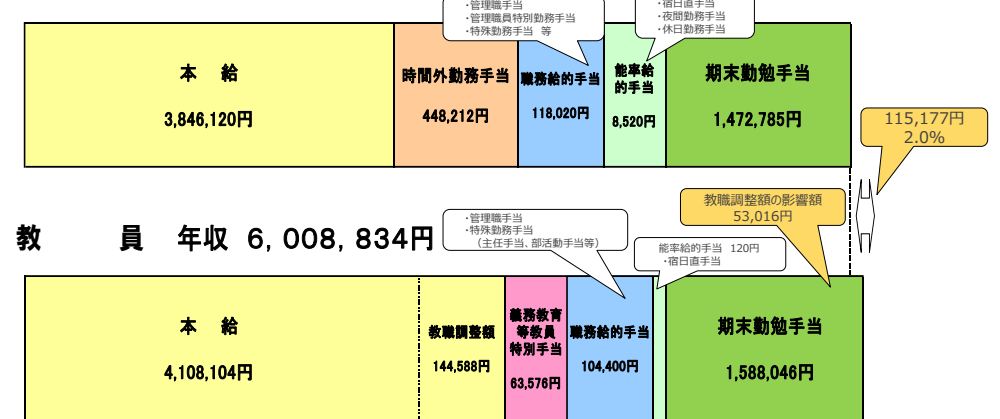 ・管理職手当
・管理職員特別勤務手当
・特殊勤務手当　等
・宿日直手当
・夜間勤務手当
・休日勤務手当
本　給
3,846,120円
時間外勤務手当
448,212円
職務給的手当
118,020円
能率給
的手当
8,520円
期末勤勉手当
1,472,785円
115,177円
2.0%
教職調整額の影響額
53,016円
教　　員　年収　6,008,834円
・管理職手当
・特殊勤務手当
（主任手当、部活動手当等）
能率給的手当　120円
・宿日直手当
本　給
4,108,104円
教職調整額
144,588円
義務教育
等教員
特別手当
63,576円
職務給的手当
104,400円
期末勤勉手当
1,588,046円